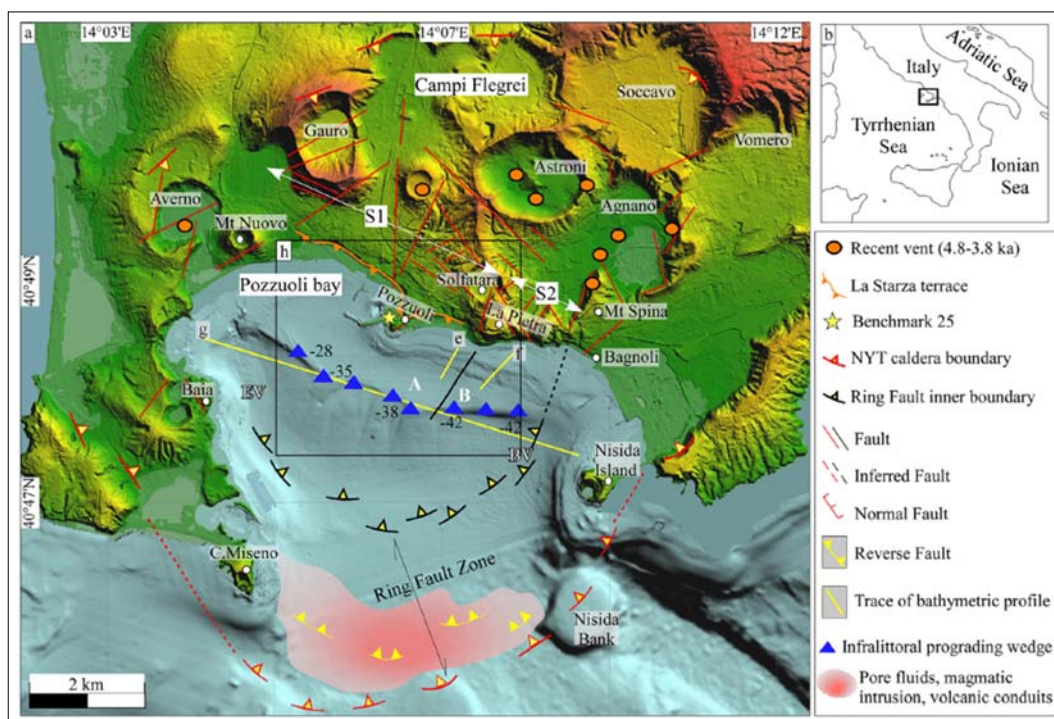 a
14°03'E
14°07'E
14°12'E
b
Italy
Adriatic Sea
Tyrrhenian
Sea
Ionian
Sea
Campi Flegrei
Soccavo
Gauro
Vomero
Astroni
Averno
Agnano
S1
Mt Nuovo
40°49'N
h
Solfatara
S2
Pozzuoli bay
Pozzuoli
La Pietra
Mt Spina
g
e
f
Bagnoli
-28
-35
Baia
EV
A
B
-38
-42
-42
BV
Nisida
Island
40°47'N
C.Miseno
Ring Fault Zone
Nisida
Bank
2 km
Recent vent (4.8-3.8 ka)
La Starza terrace
Benchmark 25
NYT caldera boundary
Ring Fault inner boundary
Fault
Inferred Fault
Normal Fault
Reverse Fault
Trace of bathymetric profile
Infralittoral prograding wedge
Pore fluids, magmatic
intrusion, volcanic conduits